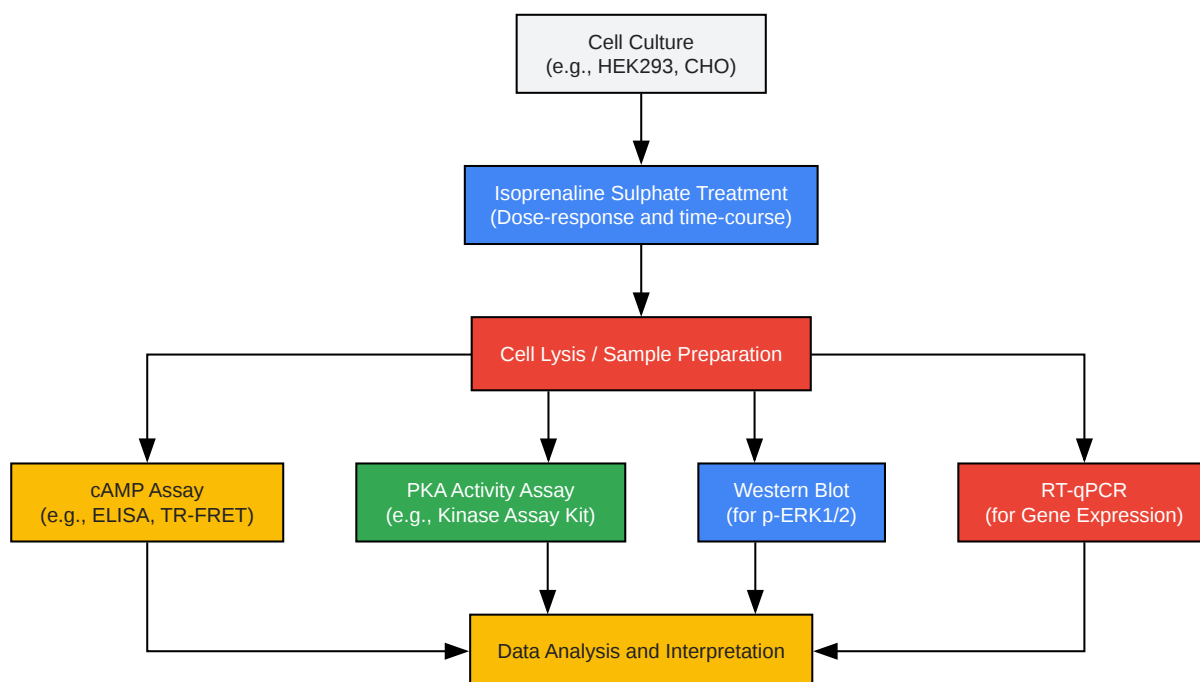 Cell Culture
(e.g., HEK293, CHO)
Isoprenaline Sulphate Treatment
(Dose-response and time-course)
Cell Lysis / Sample Preparation
cAMP Assay
(e.g., ELISA, TR-FRET)
PKA Activity Assay
(e.g., Kinase Assay Kit)
Western Blot
(for p-ERK1/2)
RT-qPCR
(for Gene Expression)
Data Analysis and Interpretation